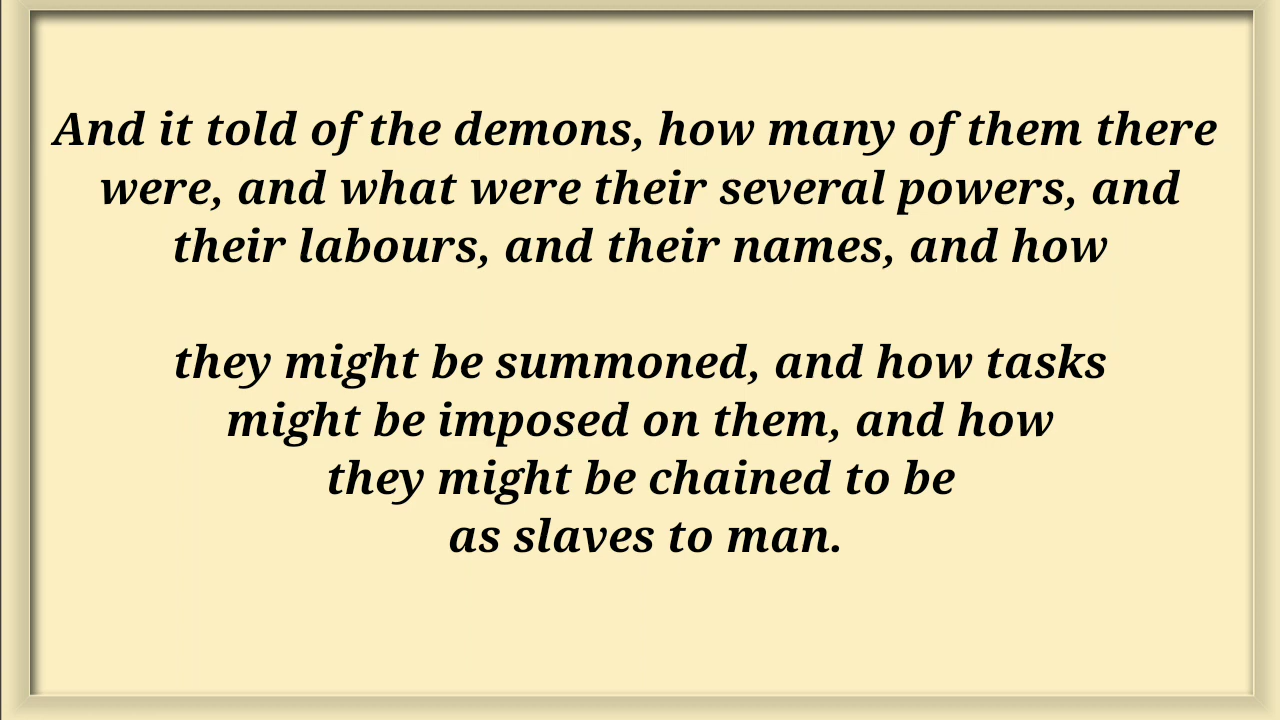 And it told of the demons, how many of them there
were, and what were their several powers, and
their labours, and their names, and how
they might be summoned, and how tasks
might be imposed on them, and how
they might be chained to be
as slaves to man.